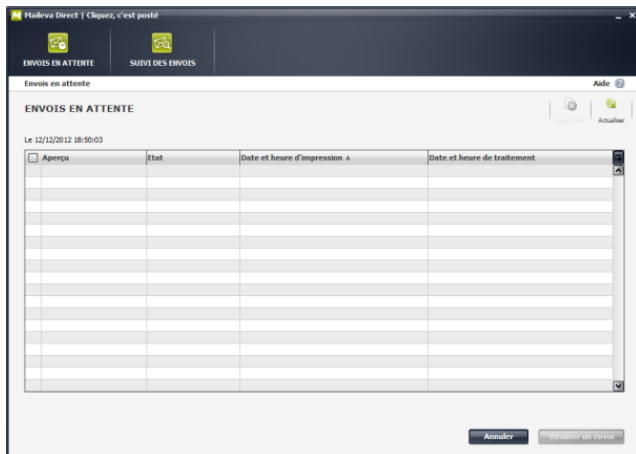 Maileva Direct | Cliquez, c'est posté
ENVOIS EN ATTENTE SUIVI DES ENVOIS
Envois en attente Aide
ENVOIS EN ATTENTE
Actualiser
Le 12/12/2012 18:50:03
Aperçu Etat Date et heure d'impression Date et heure de traitement
Annuler Réaliser un envoi